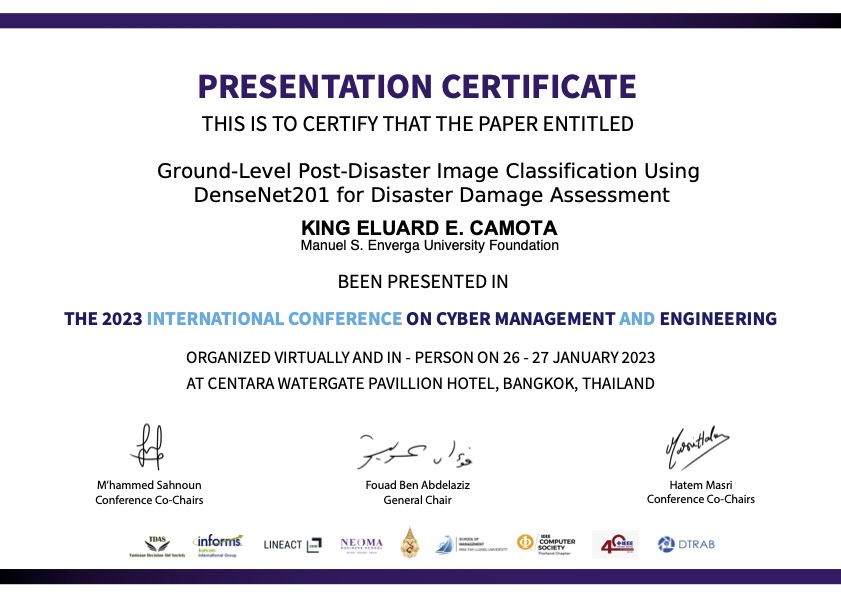 PRESENTATION CERTIFICATE
THIS IS TO CERTIFY THAT THE PAPER ENTITLED
Ground-Level Post-Disaster Image Classification Using
DenseNet201 for Disaster Damage Assessment
KING ELUARD E. CAMOTA
Manuel S. Enverga University Foundation
BEEN PRESENTED IN
THE 2023 INTERNATIONAL CONFERENCE ON CYBER MANAGEMENT AND ENGINEERING
ORGANIZED VIRTUALLY AND IN - PERSON ON 26 - 27 JANUARY 2023
AT CENTARA WATERGATE PAVILLION HOTEL, BANGKOK, THAILAND
M'hammed Sahnoun
Conference Co-Chairs
Fouad Ben Abdelaziz
General Chair
Hatem Masri
Conference Co-Chairs
TDAS
Tunisian Decision Aid Society
informs
Bahrain
International Group
LINEACT
NEOMA
BUSINESS SCHOOL
SCHOOL OF
MANAGEMENT
MAE FAH LUANG UNIVERSITY
IEEE
COMPUTER
SOCIETY
Thailand Chapter
IEEE
DTRAB